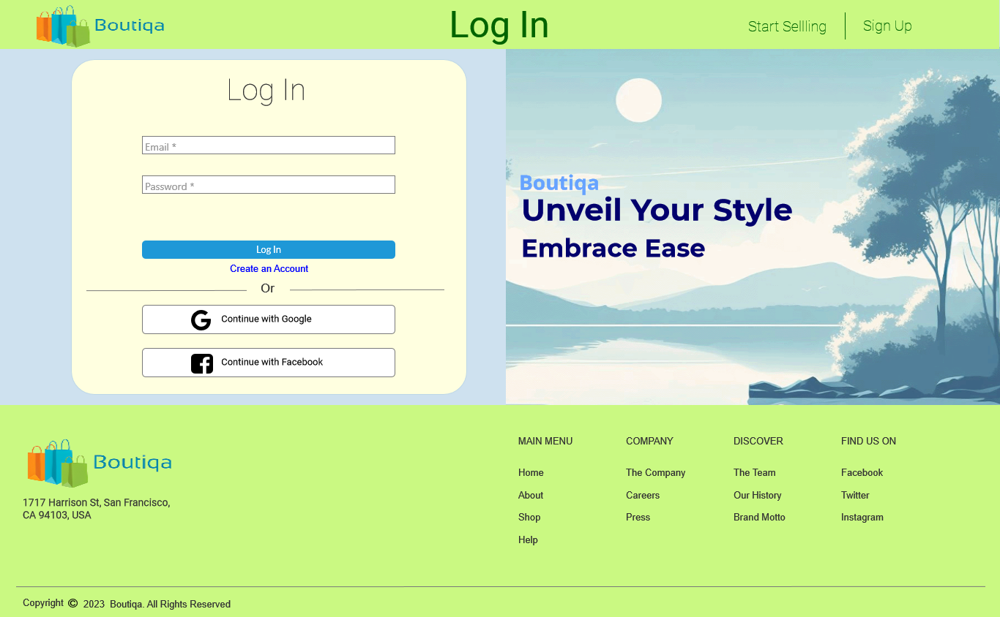 Boutiqa
Log In
Start Sellling
Sign Up
Log In
Email *
Password *
Log In
Create an Account
Or
Continue with Google
Continue with Facebook
Boutiqa
Unveil Your Style
Embrace Ease
Boutiqa
1717 Harrison St, San Francisco,
CA 94103, USA
MAIN MENU
Home
About
Shop
Help
COMPANY
The Company
Careers
Press
DISCOVER
The Team
Our History
Brand Motto
FIND US ON
Facebook
Twitter
Instagram
Copyright © 2023 Boutiqa. All Rights Reserved